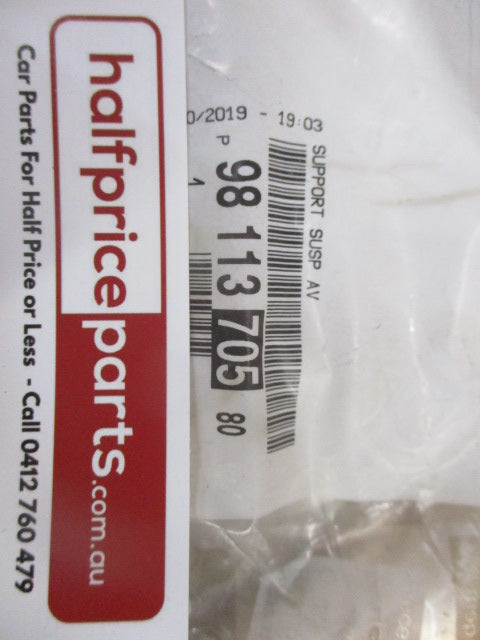 SUPPORT SUSP AV
0/2019 - 19:03
P 98 113 705 80
1
halfpriceparts.com.au
Car Parts For Half Price or Less - Call 0412 760 479